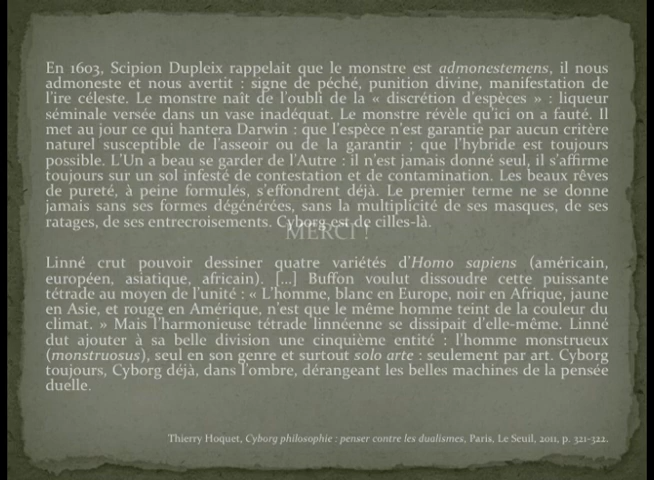 En 1603, Scipion Dupleix rappelait que le monstre est admonestemens, il nous
admoneste et nous avertit : signe de péché, punition divine, manifestation de
l'ire céleste. Le monstre naît de l'oubli de la « discrétion d'espèces » : liqueur
séminale versée dans un vase inadéquat. Le monstre révèle qu'ici on a fauté. Il
met au jour ce qui hantera Darwin : que l'espèce n'est garantie par aucun critère
naturel susceptible de l'asseoir ou de la garantir ; que l'hybride est toujours
possible. L'Un a beau se garder de l'Autre : il n'est jamais donné seul, il s'affirme
toujours sur un sol infesté de contestation et de contamination. Les beaux rêves
de pureté, à peine formulés, s'effondrent déjà. Le premier terme ne se donne
jamais sans ses formes dégénérées, sans la multiplicité de ses masques, de ses
ratages, de ses entrecroisements. Cyborg est de cilles-là.
MERCI !
Linné crut pouvoir dessiner quatre variétés d'Homo sapiens (américain,
européen, asiatique, africain). [...] Buffon voulut dissoudre cette puissante
tétrade au moyen de l'unité : « L'homme, blanc en Europe, noir en Afrique, jaune
en Asie, et rouge en Amérique, n'est que le même homme teint de la couleur du
climat. » Mais l'harmonieuse tétrade linnéenne se dissipait d'elle-même. Linné
dut ajouter à sa belle division une cinquième entité : l'homme monstrueux
(monstruosus), seul en son genre et surtout solo arte : seulement par art. Cyborg
toujours, Cyborg déjà, dans l'ombre, dérangeant les belles machines de la pensée
duelle.
Thierry Hoquet, Cyborg philosophie : penser contre les dualismes, Paris, Le Seuil, 2011, p. 321-322.